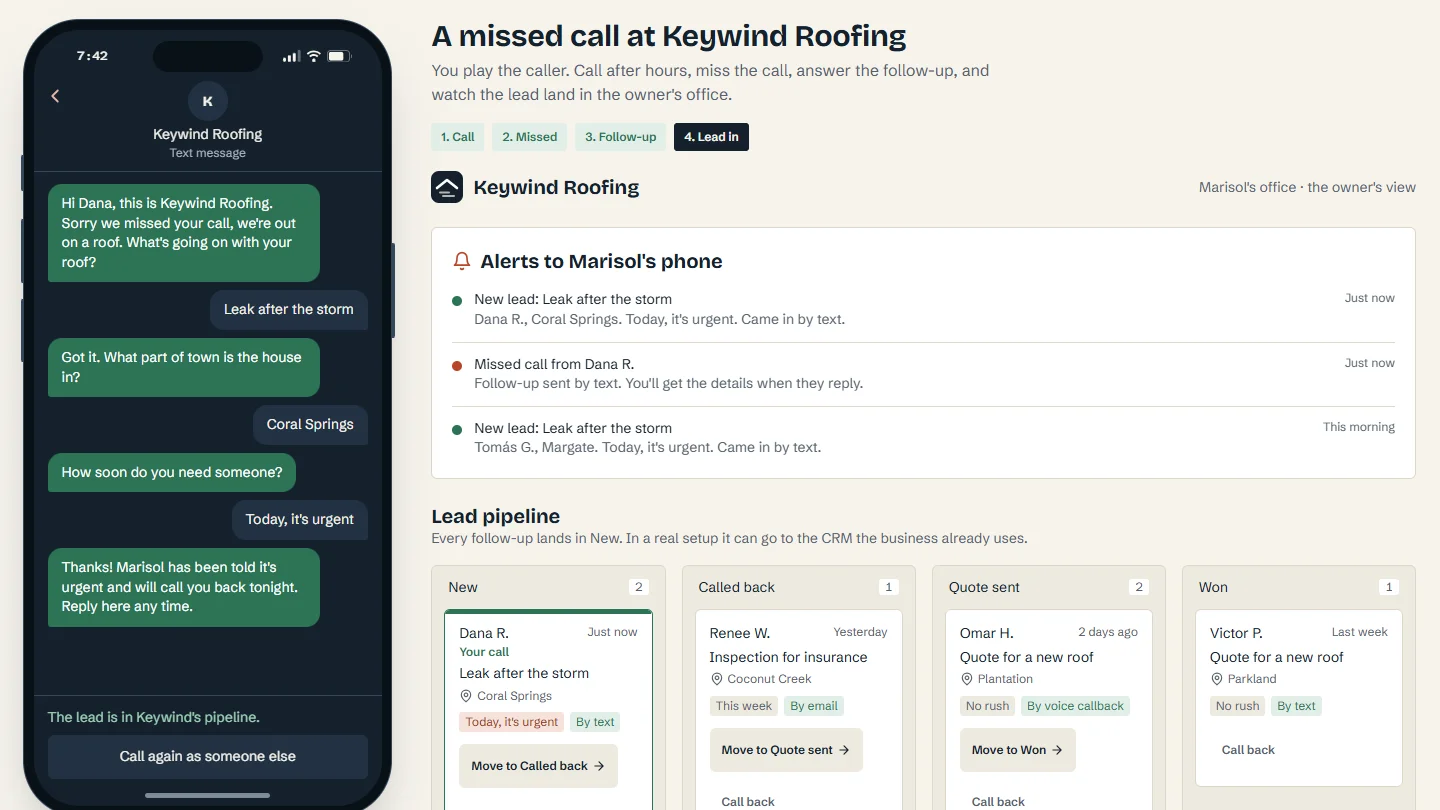 7:42
K
Keywind Roofing
Text message
Hi Dana, this is Keywind Roofing.
Sorry we missed your call, we're out
on a roof. What's going on with your
roof?
Leak after the storm
Got it. What part of town is the house
in?
Coral Springs
How soon do you need someone?
Today, it's urgent
Thanks! Marisol has been told it's
urgent and will call you back tonight.
Reply here any time.
The lead is in Keywind's pipeline.
Call again as someone else
A missed call at Keywind Roofing
You play the caller. Call after hours, miss the call, answer the follow-up, and
watch the lead land in the owner's office.
1. Call
2. Missed
3. Follow-up
4. Lead in
Keywind Roofing
Marisol's office · the owner's view
Alerts to Marisol's phone
New lead: Leak after the storm
Just now
Dana R., Coral Springs. Today, it's urgent. Came in by text.
Missed call from Dana R.
Just now
Follow-up sent by text. You'll get the details when they reply.
New lead: Leak after the storm
This morning
Tomás G., Margate. Today, it's urgent. Came in by text.
Lead pipeline
Every follow-up lands in New. In a real setup it can go to the CRM the business already uses.
New
2
Dana R.
Just now
Your call
Leak after the storm
Coral Springs
Today, it's urgent
By text
Move to Called back →
Called back
1
Renee W.
Yesterday
Inspection for insurance
Coconut Creek
This week
By email
Move to Quote sent →
Call back
Quote sent
2
Omar H.
2 days ago
Quote for a new roof
Plantation
No rush
By voice callback
Move to Won →
Call back
Won
1
Victor P.
Last week
Quote for a new roof
Parkland
No rush
By text
Call back